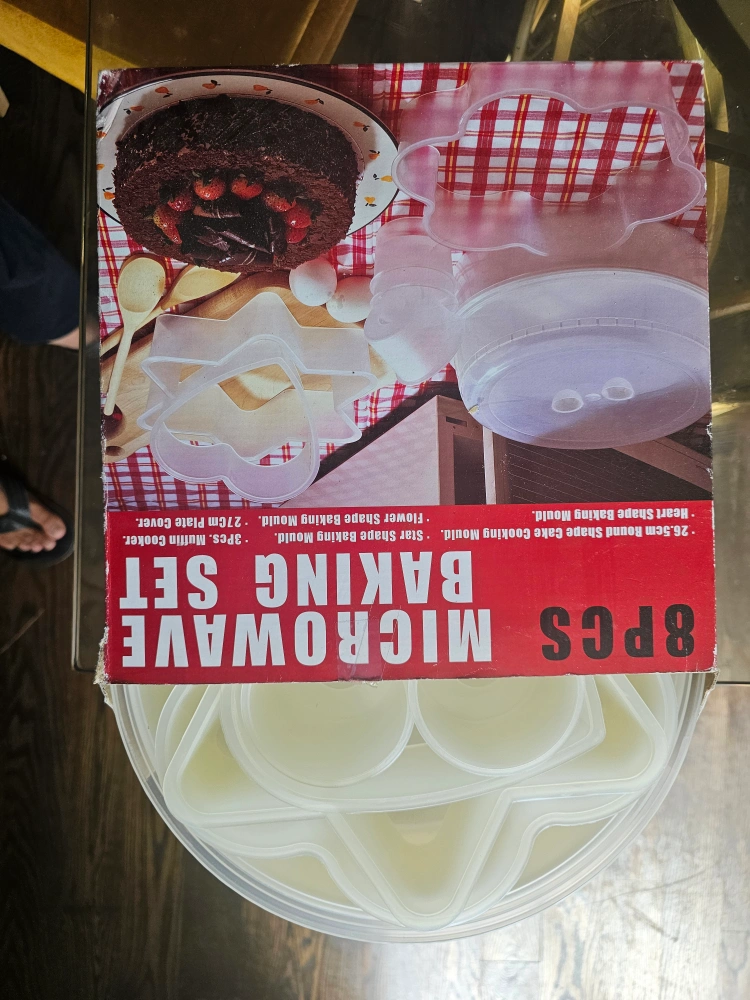 8PCS MICROWAVE
BAKING SET
· 26.5cm Round Shape Cake Cooking Mould. · Star Shape Baking Mould. · 3Pcs. Muffin Cooker.
· Heart Shape Baking Mould. · Flower Shape Baking Mould. · 27Cm Plate Cover.